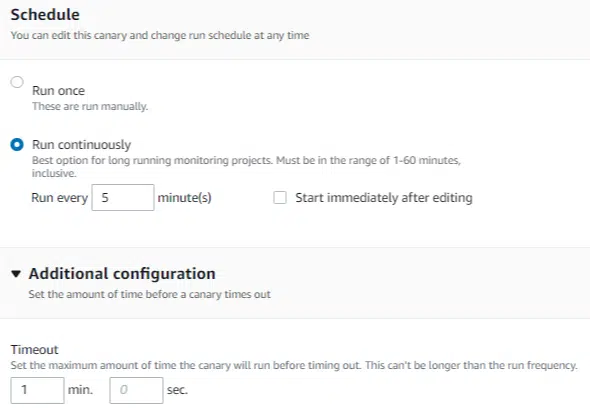 Schedule
You can edit this canary and change run schedule at any time
Run once
These are run manually.
Run continuously
Best option for long running monitoring projects. Must be in the range of 1-60 minutes,
inclusive.
Run every 5 minute(s) Start immediately after editing
Additional configuration
Set the amount of time before a canary times out
Timeout
Set the maximum amount of time the canary will run before timing out. This can't be longer than the run frequency.
1 min. 0 sec.